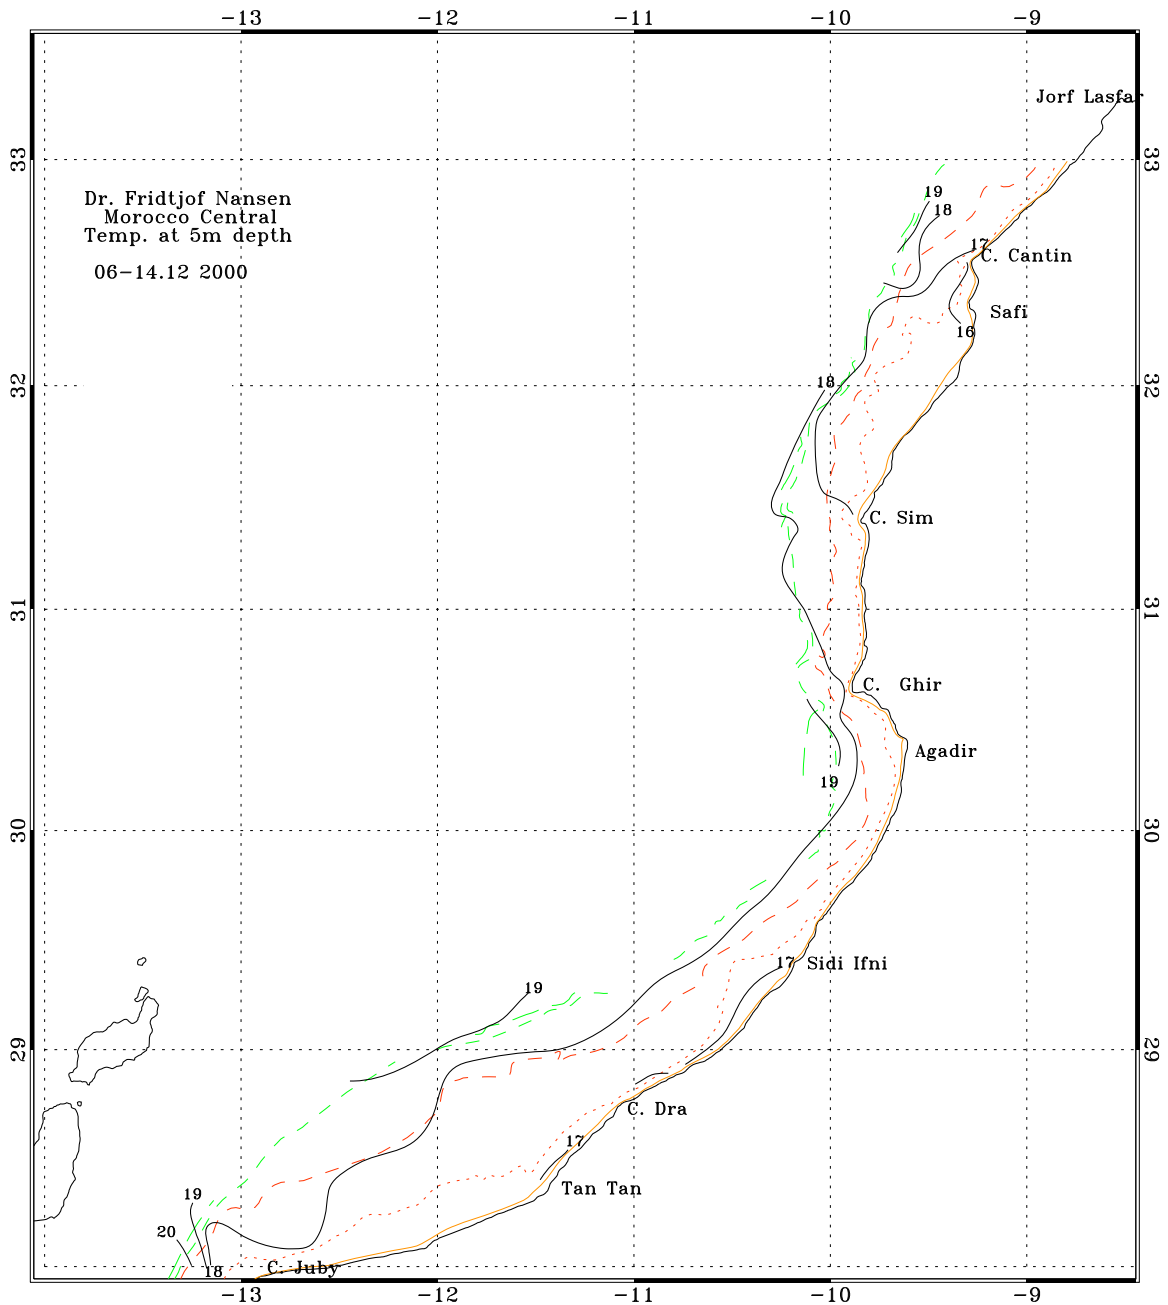 -13 -12 -11 -10 -9
Jorf Lasfar
33 33
Dr. Fridtjof Nansen
Morocco Central
Temp. at 5m depth
06-14.12 2000
19
18
17
C. Cantin
Safi
16
18
32 32
C. Sim
31 31
C. Ghir
Agadir
19
30 30
17 Sidi Ifni
19
29 29
C. Dra
17
Tan Tan
19
20
18
C. Juby
-13 -12 -11 -10 -9